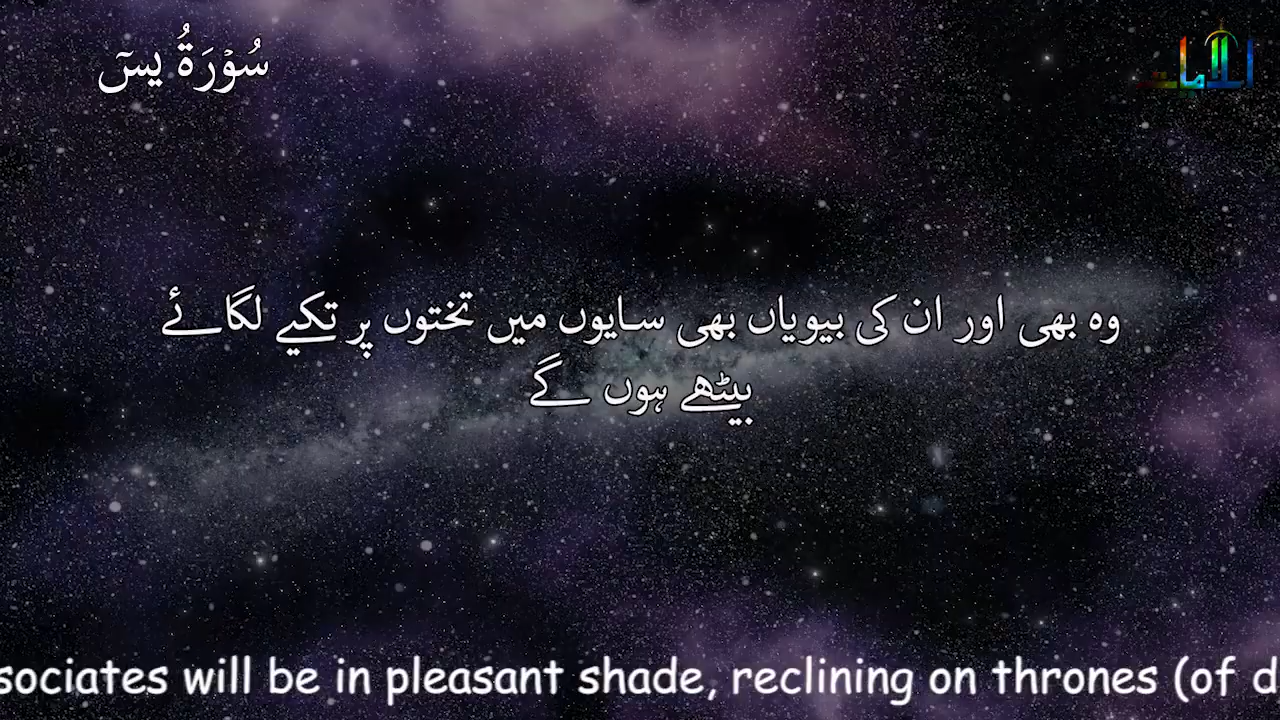 سُوۡرَةُ يسٓ
وہ بھی اور ان کی بیویاں بھی سایوں میں تختوں پر تکیے لگائے
بیٹھے ہوں گے
sociates will be in pleasant shade, reclining on thrones (of d